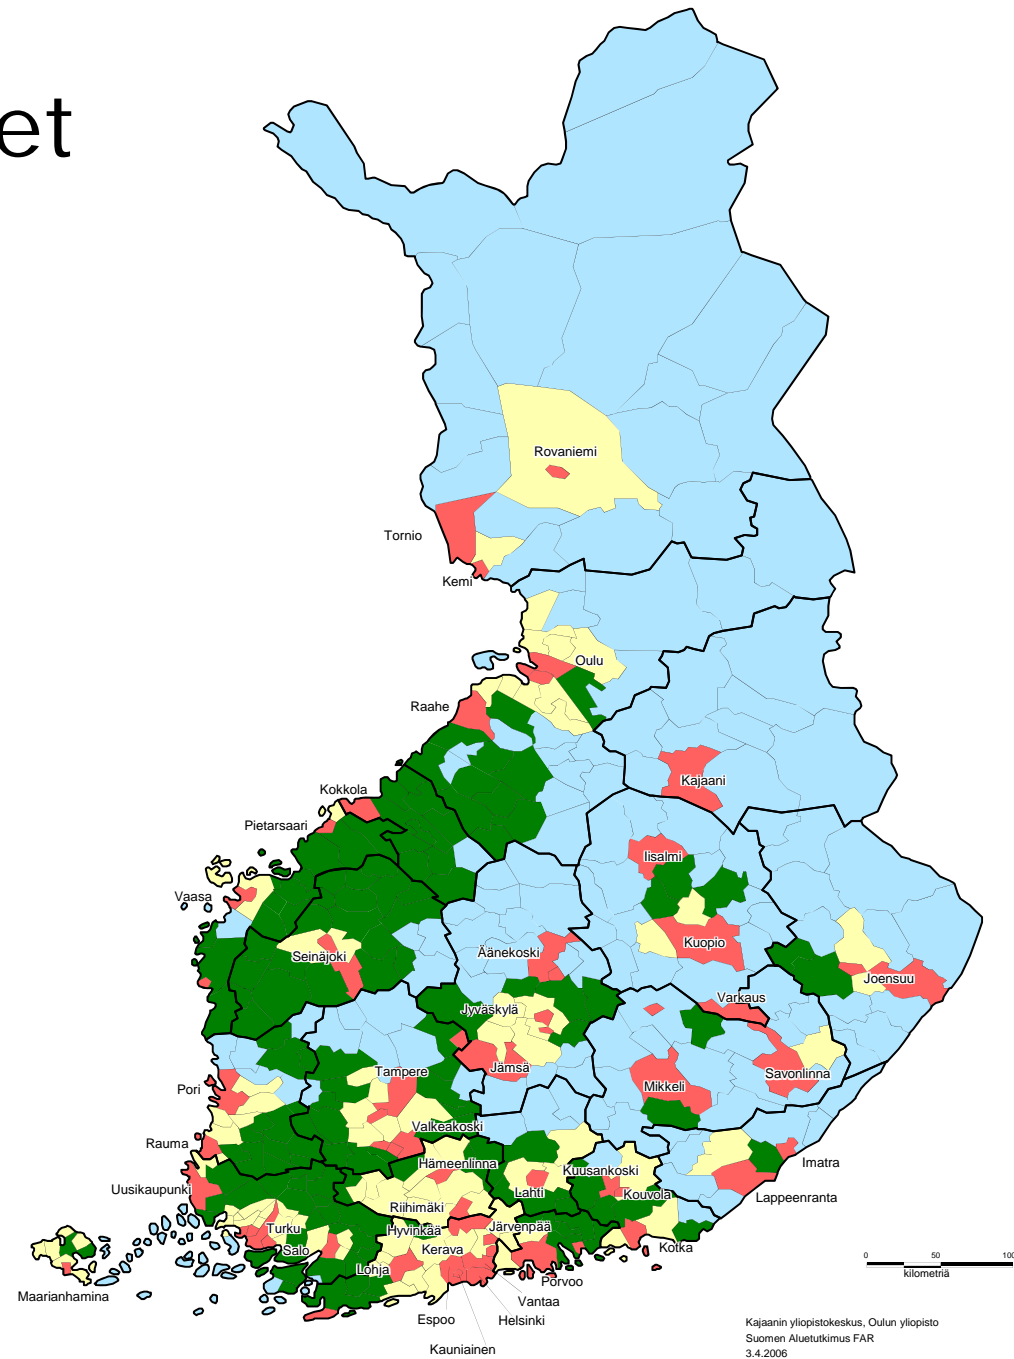 et
Rovaniemi
Tornio
Kemi
Oulu
Raahe
Kajaani
Kokkola
Pietarsaari
Iisalmi
Vaasa
Kuopio
Seinäjoki
Äänekoski
Joensuu
Varkaus
Jyväskylä
Jämsä
Savonlinna
Tampere
Mikkeli
Pori
Valkeakoski
Rauma
Hämeenlinna
Imatra
Kuusankoski
Uusikaupunki
Lahti
Kouvola
Lappeenranta
Riihimäki
Turku
Hyvinkää
Järvenpää
Salo
Kerava
Kotka
Lohja
Porvoo
Maarianhamina
Vantaa
Espoo
Helsinki
Kauniainen
0 50 100
kilometriä
Kajaanin yliopistokeskus, Oulun yliopisto
Suomen Aluetutkimus FAR
3.4.2006